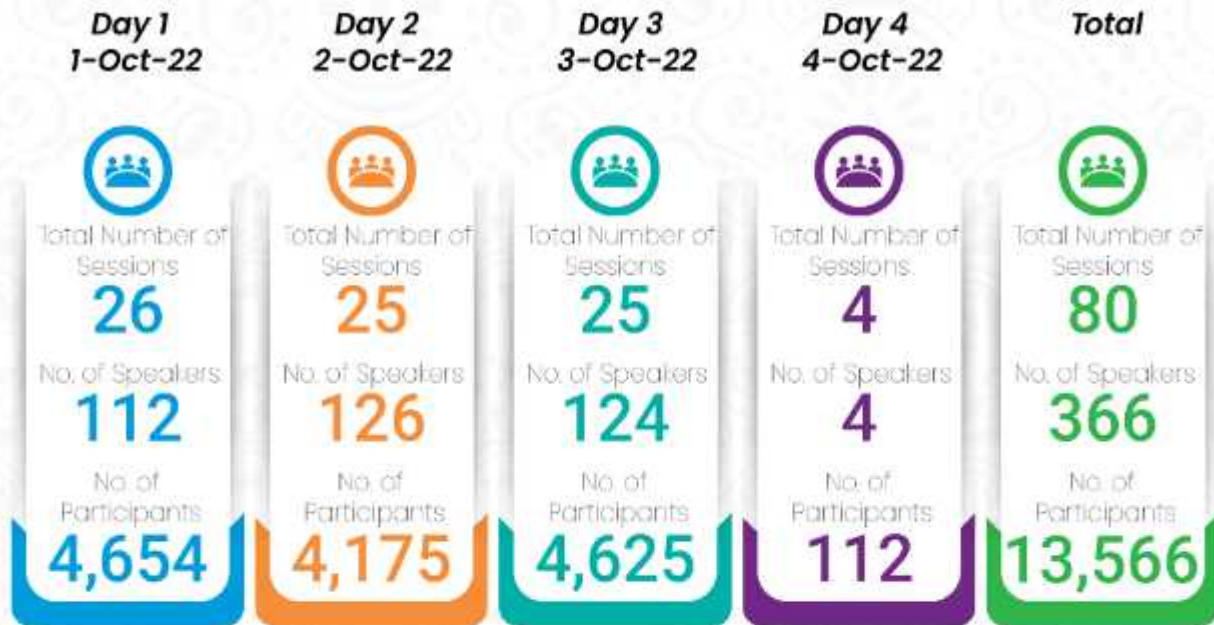 Day 1
1-Oct-22
Total Number of
Sessions
26
No. of Speakers
112
No. of
Participants
4,654
Day 2
2-Oct-22
Total Number of
Sessions
25
No. of Speakers
126
No. of
Participants
4,175
Day 3
3-Oct-22
Total Number of
Sessions
25
No. of Speakers
124
No. of
Participants
4,625
Day 4
4-Oct-22
Total Number of
Sessions
4
No. of Speakers
4
No. of
Participants
112
Total
Total Number of
Sessions
80
No. of Speakers
366
No. of
Participants
13,566